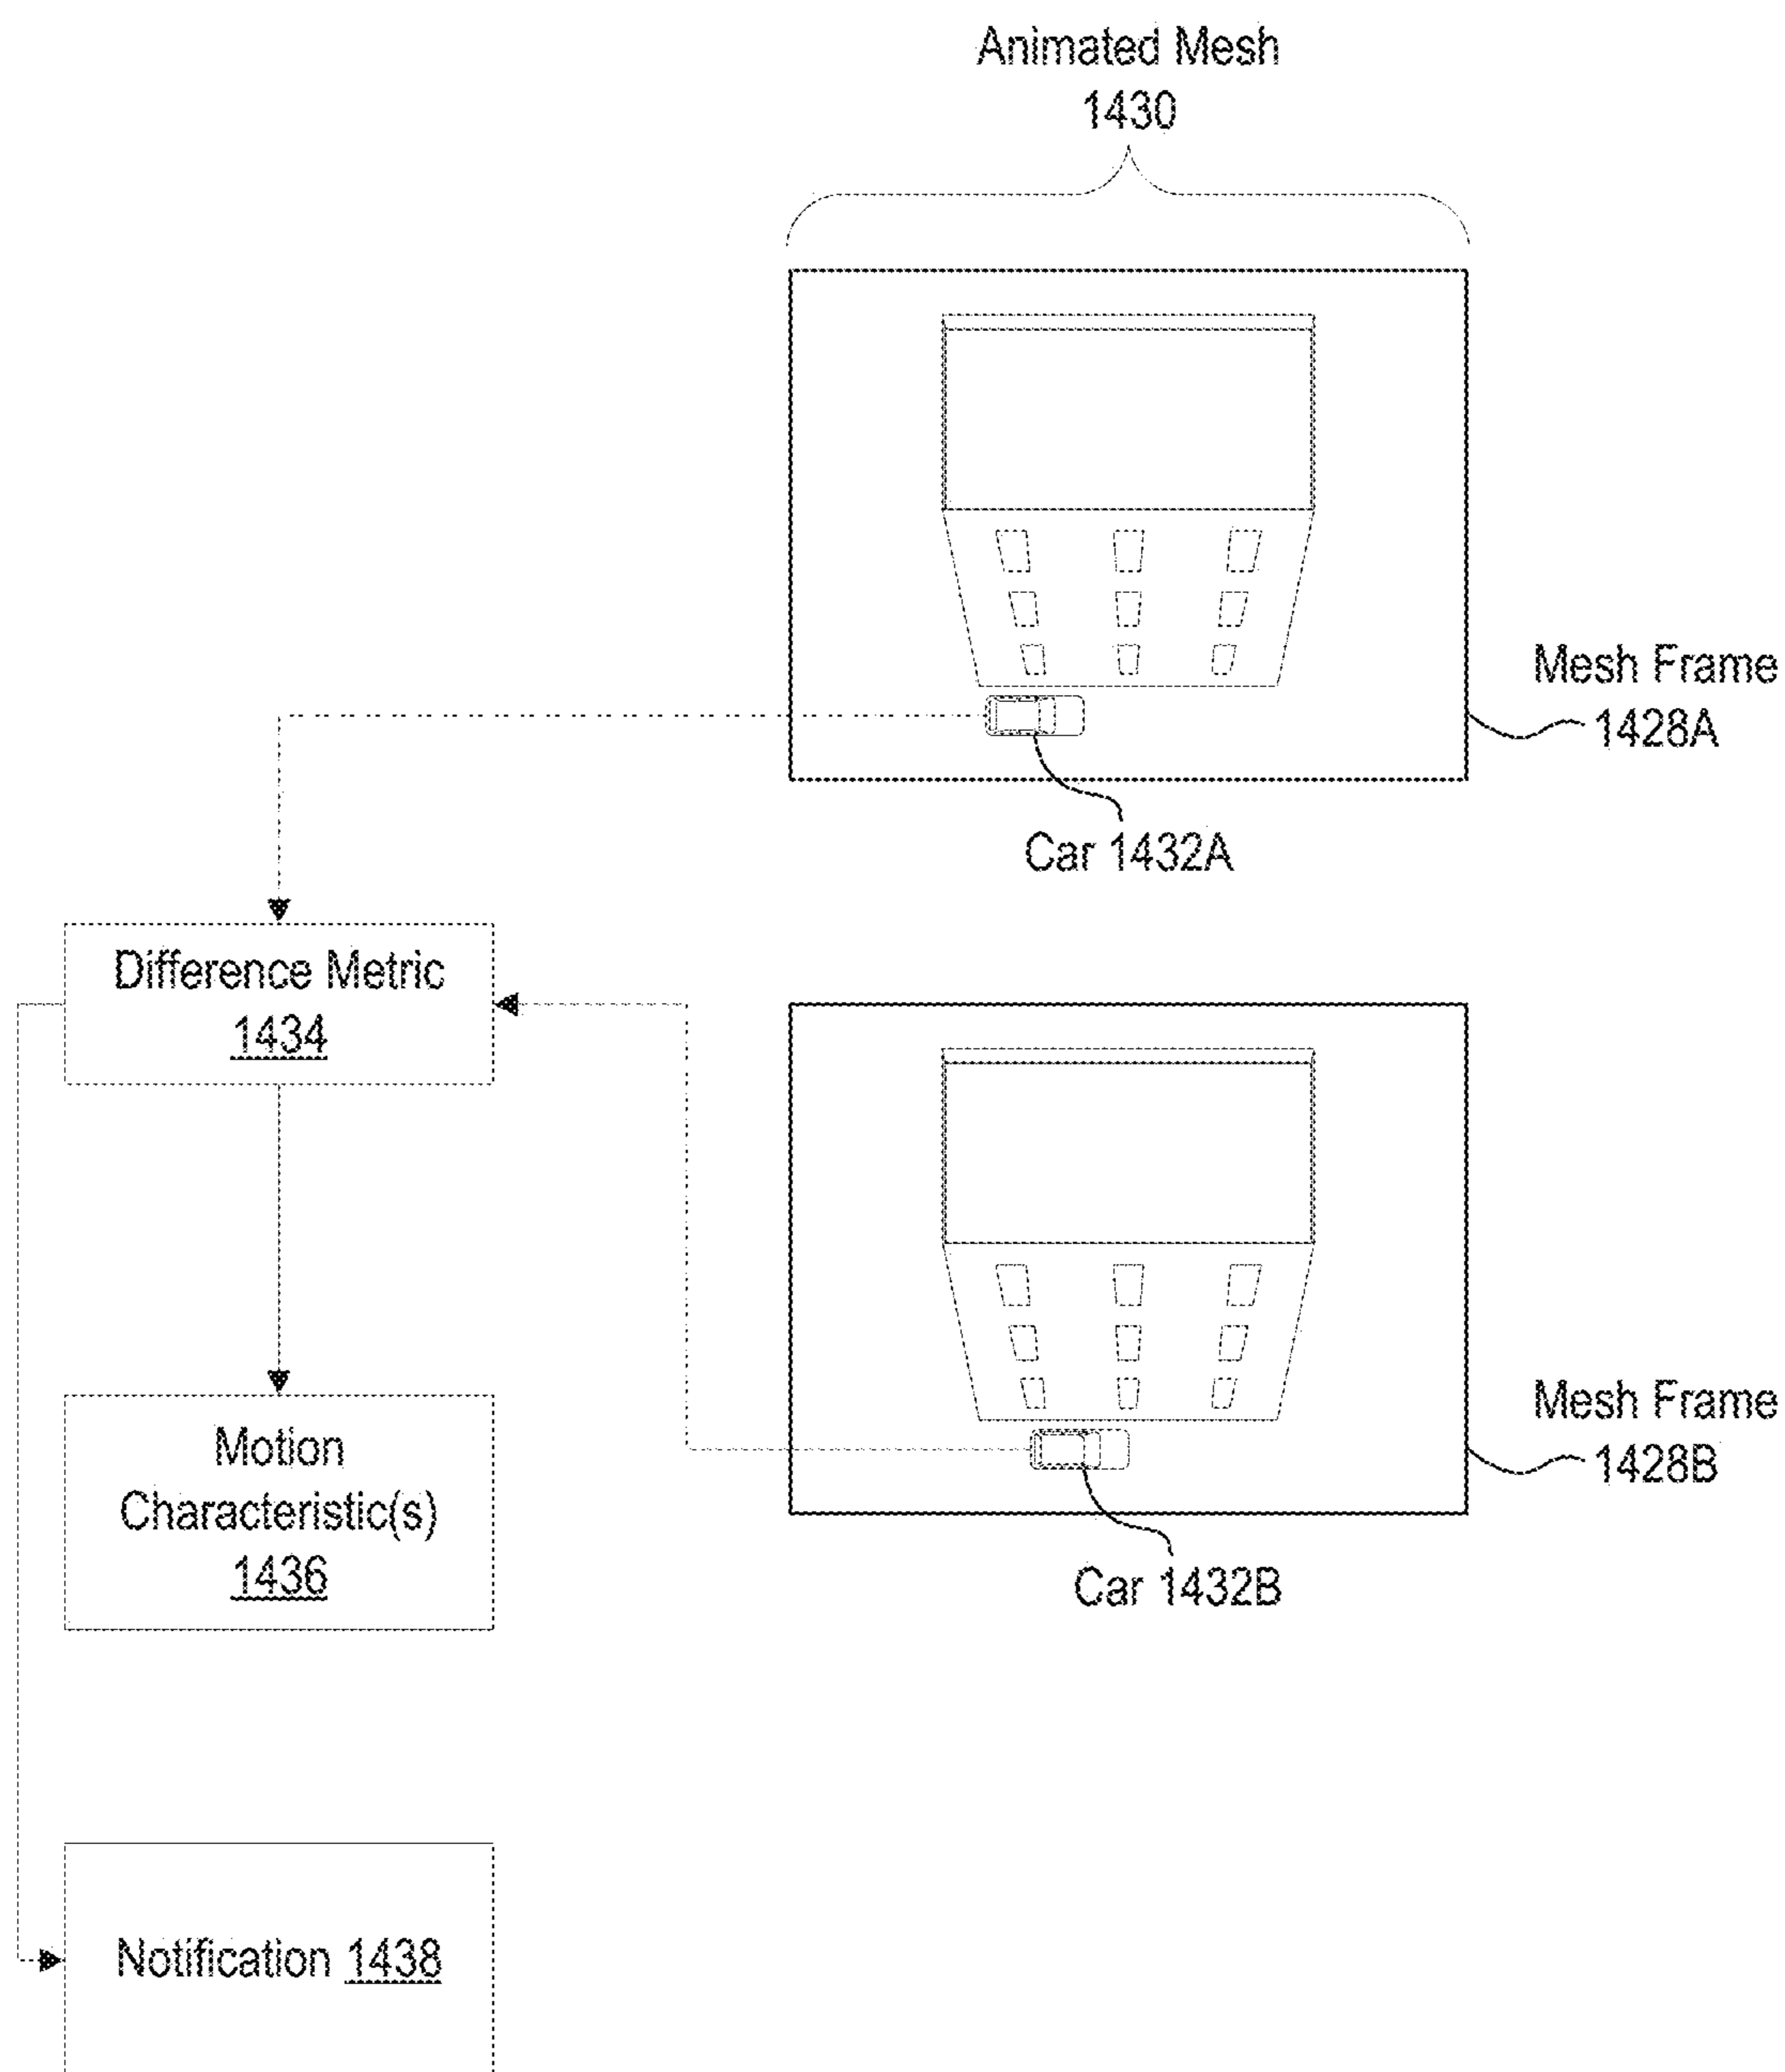 Animated Mesh
1430
Mesh Frame
1428A
Car 1432A
Difference Metric
1434
Mesh Frame
1428B
Motion
Characteristic(s)
1436
Car 1432B
Notification 1438